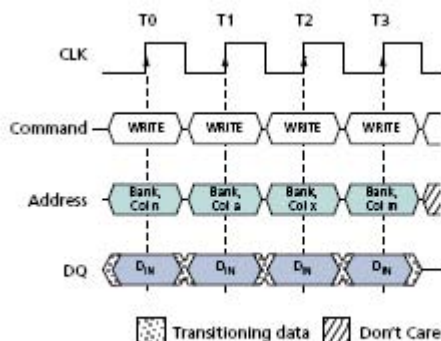 T0 T1 T2 T3
CLK
Command WRITE WRITE WRITE WRITE
Address Bank, Col n Bank, Col a Bank, Col x Bank, Col m
DQ DIN DIN DIN DIN
Transitioning data Don't Care